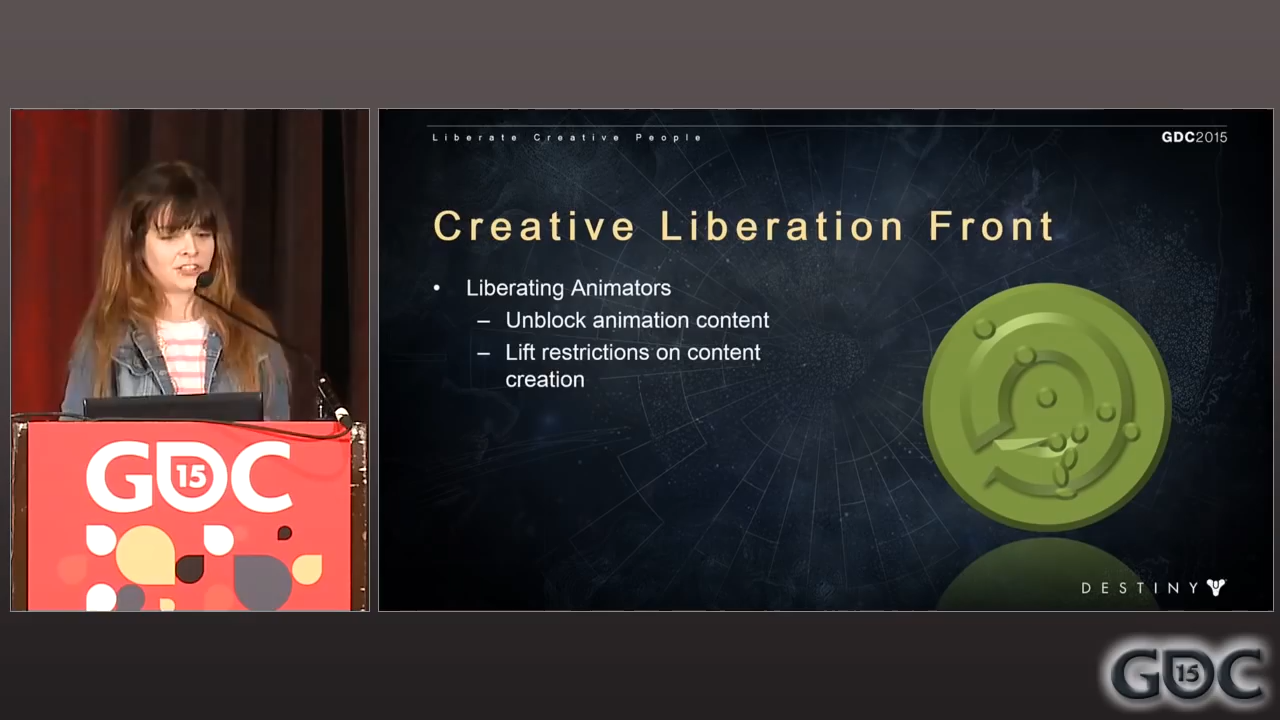 Liberate Creative People
GDC2015
Creative Liberation Front
• Liberating Animators
– Unblock animation content
– Lift restrictions on content
creation
DESTINY
GDC
15
GDC
15